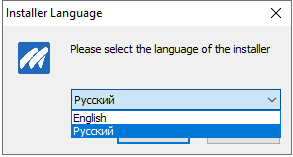 Installer Language
Please select the language of the installer
Русский
English
Русский